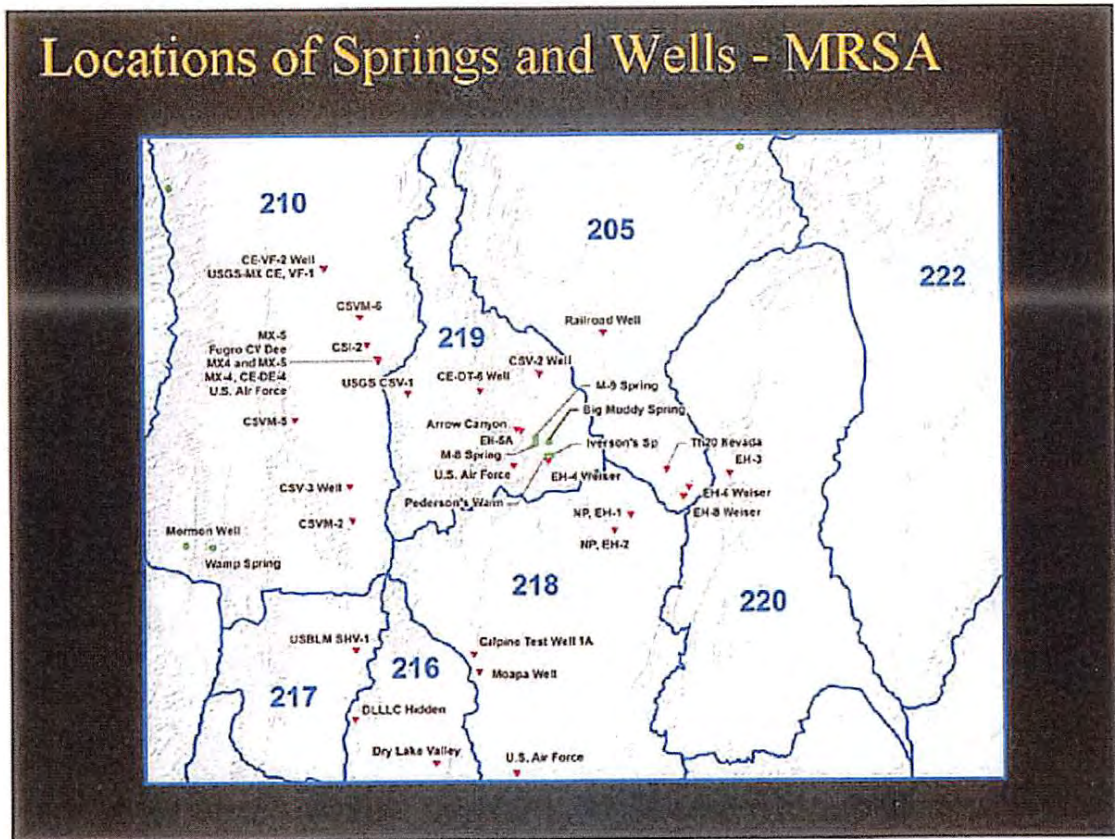 Locations of Springs and Wells - MRSA
210
205
222
CE-VF-2 Well
USGS-MX CE, VF-1
CSVM-6
Railroad Well
219
MX-5
Fugro CV Dee
MX4 and MX-5
MX-4, CE-DE-4
U.S. Air Force
CSI-2
CSV-2 Well
USGS CSV-1
CE-DT-6 Well
M-9 Spring
Big Muddy Spring
CSVM-5
Arrow Canyon
EH-5A
Iverson's Sp
M-8 Spring
TH20 Nevada
EH-3
U.S. Air Force
EH-4 Weiser
CSV-3 Well
Pederson's Warm
EH-4 Weiser
EH-8 Weiser
CSVM-2
NP, EH-1
NP, EH-2
Mormon Well
Wamp Spring
218
220
USBLM SHV-1
Calpine Test Well 1A
216
Moapa Well
217
DLLLC Hidden
Dry Lake Valley
U.S. Air Force